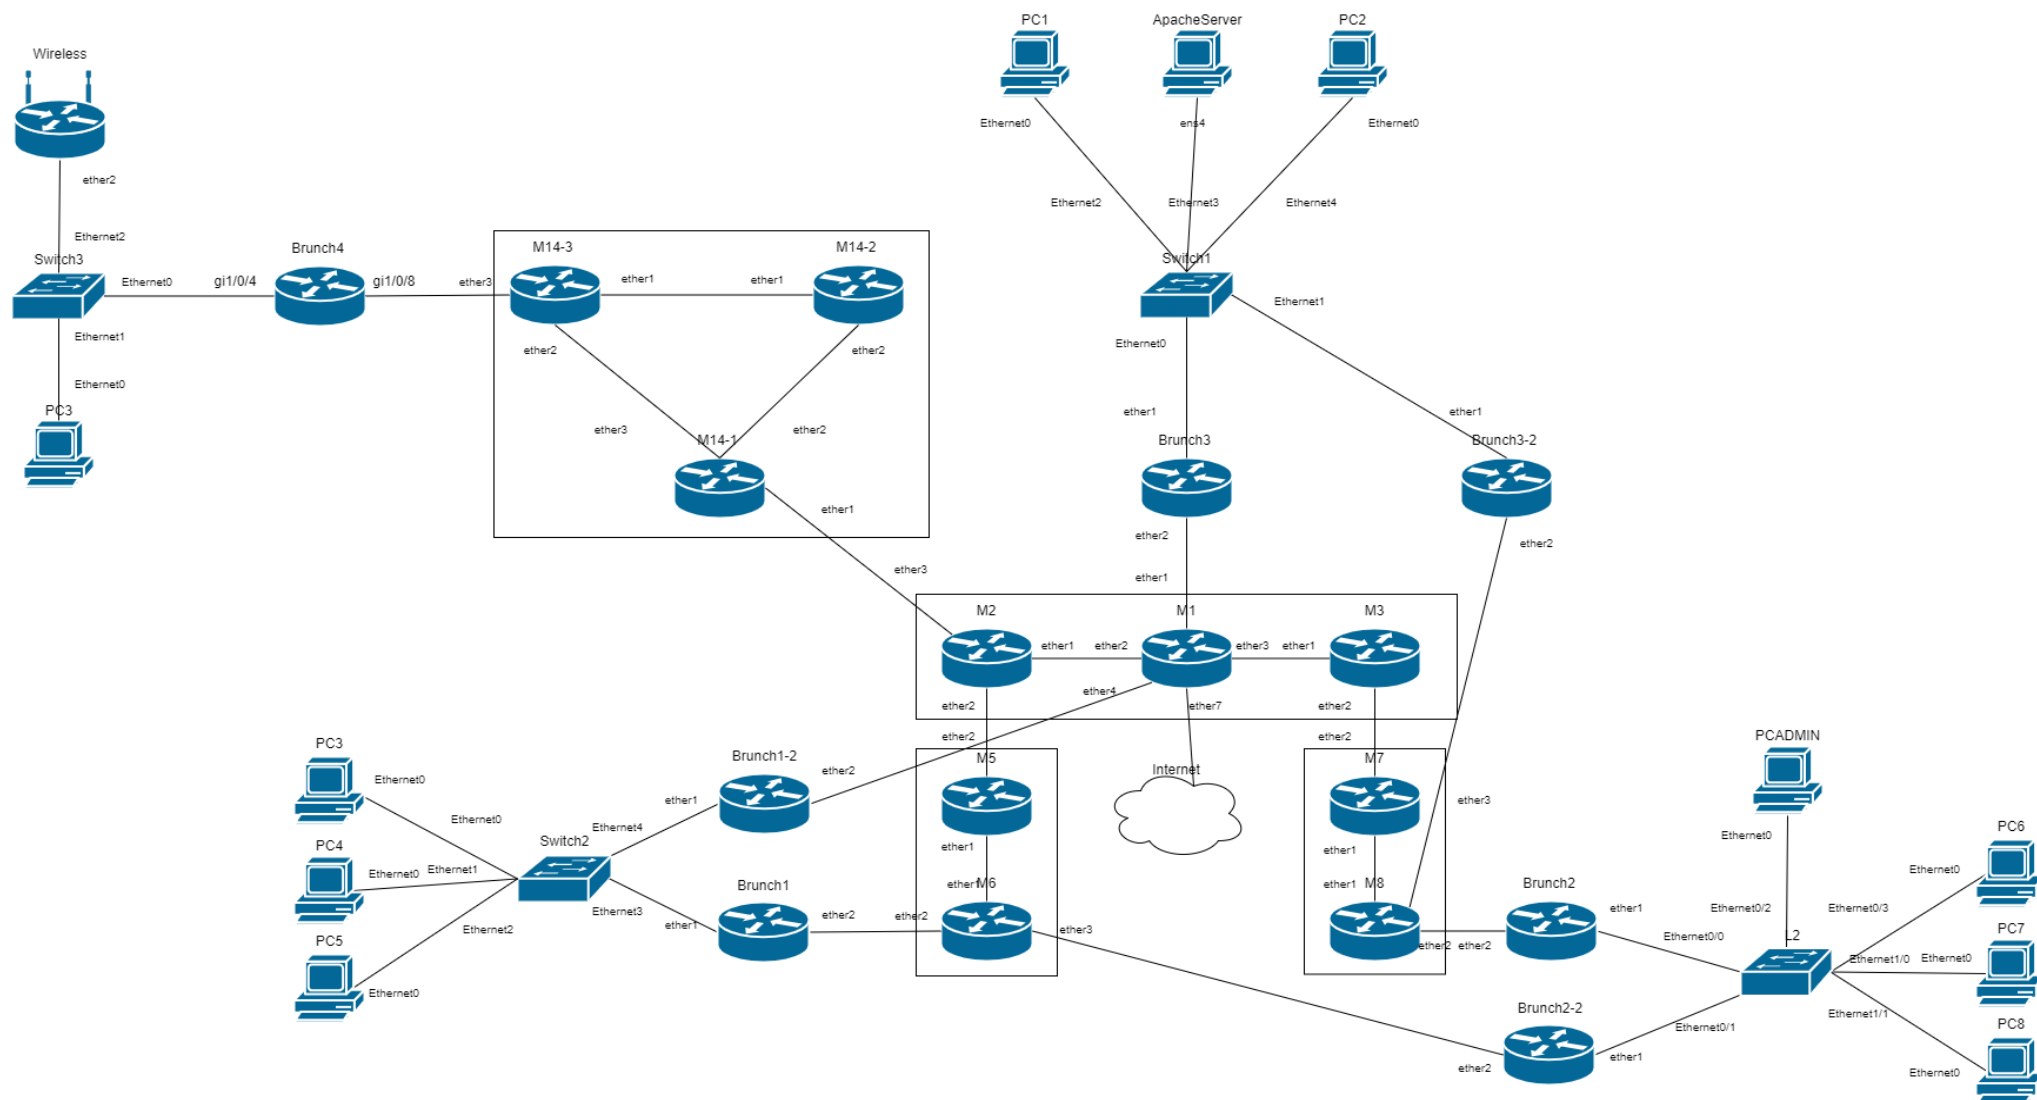 PC1
ApacheServer
PC2
Wireless
Ethernet0
ens4
Ethernet0
ether2
Ethernet2
Ethernet3
Ethernet4
Ethernet2
Switch3
Brunch4
M14-3
M14-2
Switch1
Ethernet0
gi1/0/4
gi1/0/8
ether3
ether1
ether1
Ethernet1
Ethernet1
ether2
ether2
Ethernet0
Ethernet0
PC3
ether3
ether2
ether1
ether1
M14-1
Brunch3
Brunch3-2
ether1
ether2
ether2
ether3
ether1
M2
M1
M3
ether1
ether2
ether3
ether1
ether4
ether2
ether7
ether2
ether2
ether2
PC3
Brunch1-2
M5
Internet
M7
PCADMIN
Ethernet0
ether2
ether1
ether3
Ethernet0
Ethernet4
Ethernet0
PC6
Switch2
PC4
ether1
ether1
Ethernet0
Ethernet1
Ethernet0
Brunch1
ether1
M6
ether1
M8
Brunch2
Ethernet3
ether2
ether2
ether1
Ethernet0/2
Ethernet0/3
ether1
Ethernet2
ether3
PC7
PC5
ether2
ether2
Ethernet0/0
L2
Ethernet1/0
Ethernet0
Ethernet0
Brunch2-2
Ethernet0/1
Ethernet1/1
PC8
ether2
ether1
Ethernet0